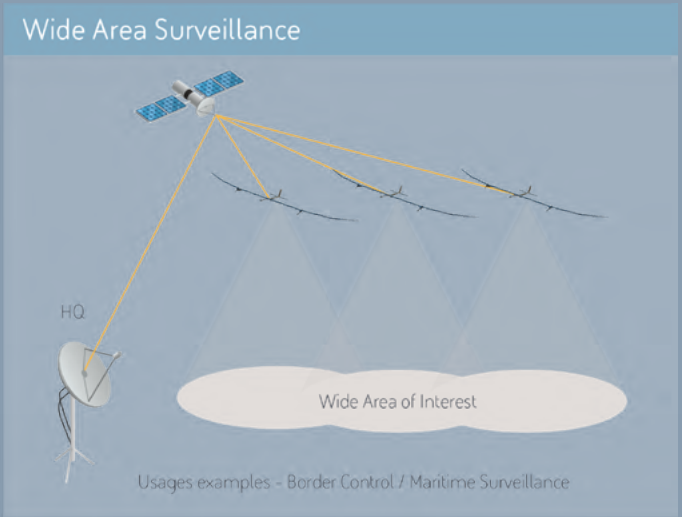 Wide Area Surveillance
HQ
Wide Area of Interest
Usages examples - Border Control / Maritime Surveillance